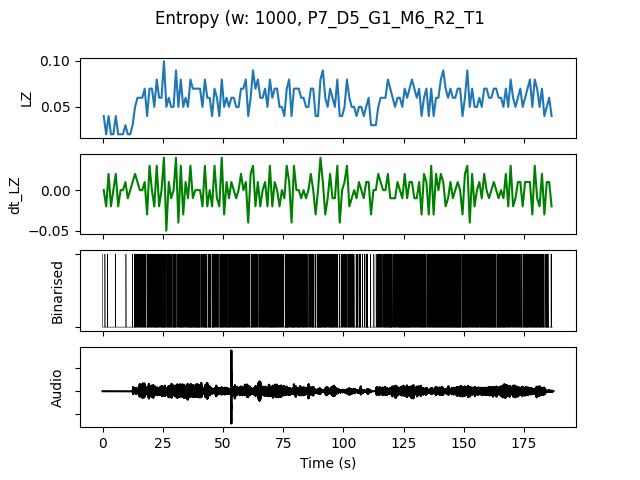 Entropy (w: 1000, P7_D5_G1_M6_R2_T1
0.10
0.05
LZ
0.00
−0.05
dt_LZ
Binarised
Audio
0 25 50 75 100 125 150 175
Time (s)